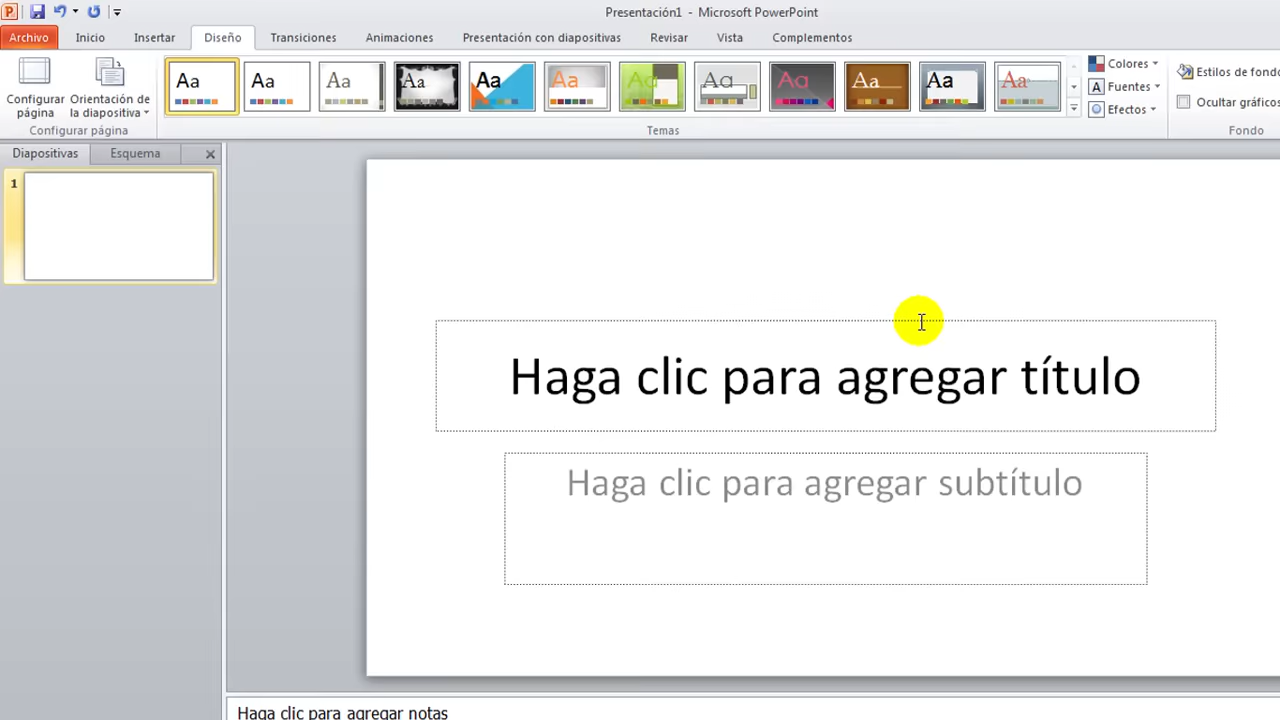 Presentación1 - Microsoft PowerPoint
Archivo Inicio Insertar Diseño Transiciones Animaciones Presentación con diapositivas Revisar Vista Complementos
Aa Aa Aa Aa Aa Aa Aa Aa Aa Aa Aa Aa
Colores
Fuentes
Efectos
Estilos de fondo
Ocultar gráficos
Configurar página
Orientación de la diapositiva
Configurar página
Temas
Fondo
Diapositivas Esquema
1
Haga clic para agregar título
Haga clic para agregar subtítulo
Haga clic para agregar notas